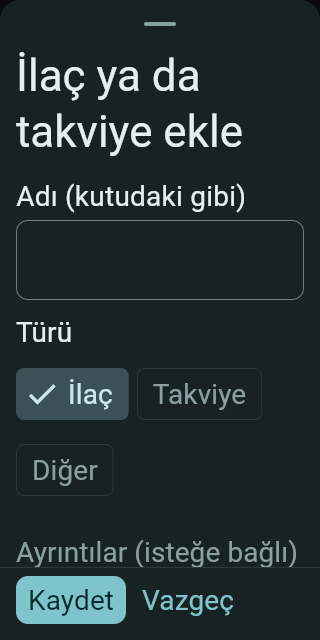 İlaç ya da
takviye ekle
Adı (kutudaki gibi)
Türü
İlaç
Takviye
Diğer
Ayrıntılar (isteğe bağlı)
Kaydet
Vazgeç